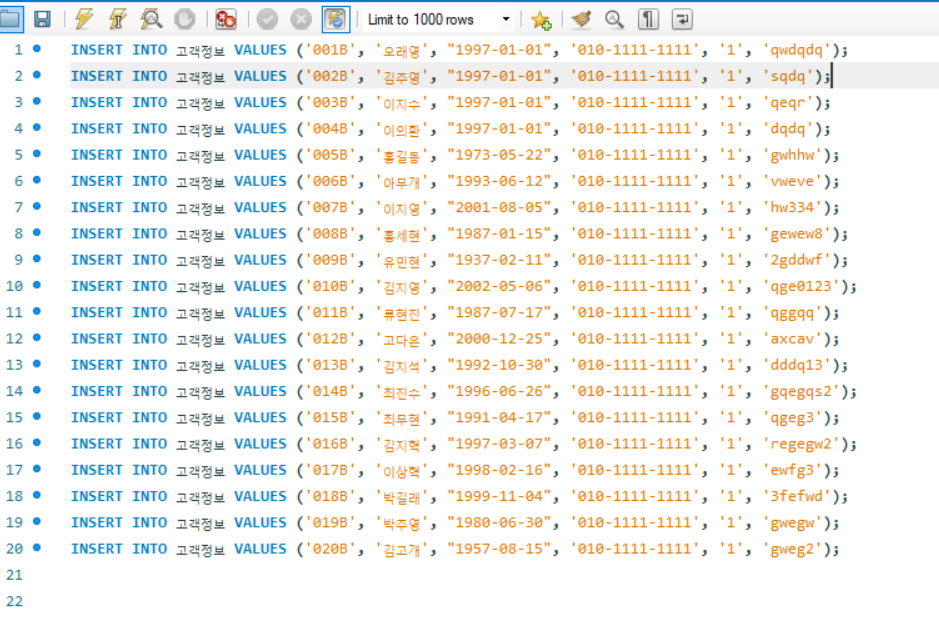 Limit to 1000 rows
1 INSERT INTO 고객정보 VALUES ('001B', '오래영', "1997-01-01", '010-1111-1111', '1', 'qwdqdq');
2 INSERT INTO 고객정보 VALUES ('002B', '김주영', "1997-01-01", '010-1111-1111', '1', 'sqdq');
3 INSERT INTO 고객정보 VALUES ('003B', '이지수', "1997-01-01", '010-1111-1111', '1', 'qeqr');
4 INSERT INTO 고객정보 VALUES ('004B', '이의환', "1997-01-01", '010-1111-1111', '1', 'dqdq');
5 INSERT INTO 고객정보 VALUES ('005B', '홍길동', "1973-05-22", '010-1111-1111', '1', 'gwhhw');
6 INSERT INTO 고객정보 VALUES ('006B', '아무개', "1993-06-12", '010-1111-1111', '1', 'vweve');
7 INSERT INTO 고객정보 VALUES ('007B', '이지영', "2001-08-05", '010-1111-1111', '1', 'hw334');
8 INSERT INTO 고객정보 VALUES ('008B', '홍세현', "1987-01-15", '010-1111-1111', '1', 'gewew8');
9 INSERT INTO 고객정보 VALUES ('009B', '유민현', "1937-02-11", '010-1111-1111', '1', '2gddwf');
10 INSERT INTO 고객정보 VALUES ('010B', '김지영', "2002-05-06", '010-1111-1111', '1', 'qge0123');
11 INSERT INTO 고객정보 VALUES ('011B', '류현진', "1987-07-17", '010-1111-1111', '1', 'qggqq');
12 INSERT INTO 고객정보 VALUES ('012B', '고다은', "2000-12-25", '010-1111-1111', '1', 'axcav');
13 INSERT INTO 고객정보 VALUES ('013B', '김지석', "1992-10-30", '010-1111-1111', '1', 'dddq13');
14 INSERT INTO 고객정보 VALUES ('014B', '최진수', "1996-06-26", '010-1111-1111', '1', 'gqegqs2');
15 INSERT INTO 고객정보 VALUES ('015B', '최무현', "1991-04-17", '010-1111-1111', '1', 'qgeg3');
16 INSERT INTO 고객정보 VALUES ('016B', '김지혁', "1997-03-07", '010-1111-1111', '1', 'regegw2');
17 INSERT INTO 고객정보 VALUES ('017B', '이상혁', "1998-02-16", '010-1111-1111', '1', 'ewfg3');
18 INSERT INTO 고객정보 VALUES ('018B', '박길래', "1999-11-04", '010-1111-1111', '1', '3fefwd');
19 INSERT INTO 고객정보 VALUES ('019B', '박주영', "1980-06-30", '010-1111-1111', '1', 'gwegw');
20 INSERT INTO 고객정보 VALUES ('020B', '김고개', "1957-08-15", '010-1111-1111', '1', 'gweg2');
21
22